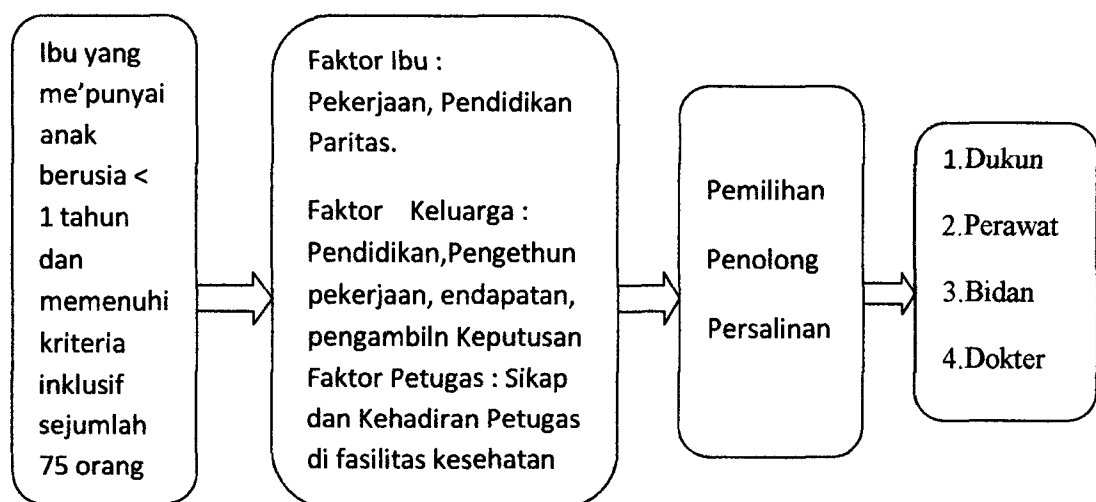 Ibu yang
me'punyai
anak
berusia <
1 tahun
dan
memenuhi
kriteria
inklusif
sejumlah
75 orang
Faktor Ibu :
Pekerjaan, Pendidikan
Paritas.
Faktor Keluarga :
Pendidikan,Pengethun
pekerjaan, endapatan,
pengambiln Keputusan
Faktor Petugas : Sikap
dan Kehadiran Petugas
di fasilitas kesehatan
Pemilihan
Penolong
Persalinan
1.Dukun
2.Perawat
3.Bidan
4.Dokter